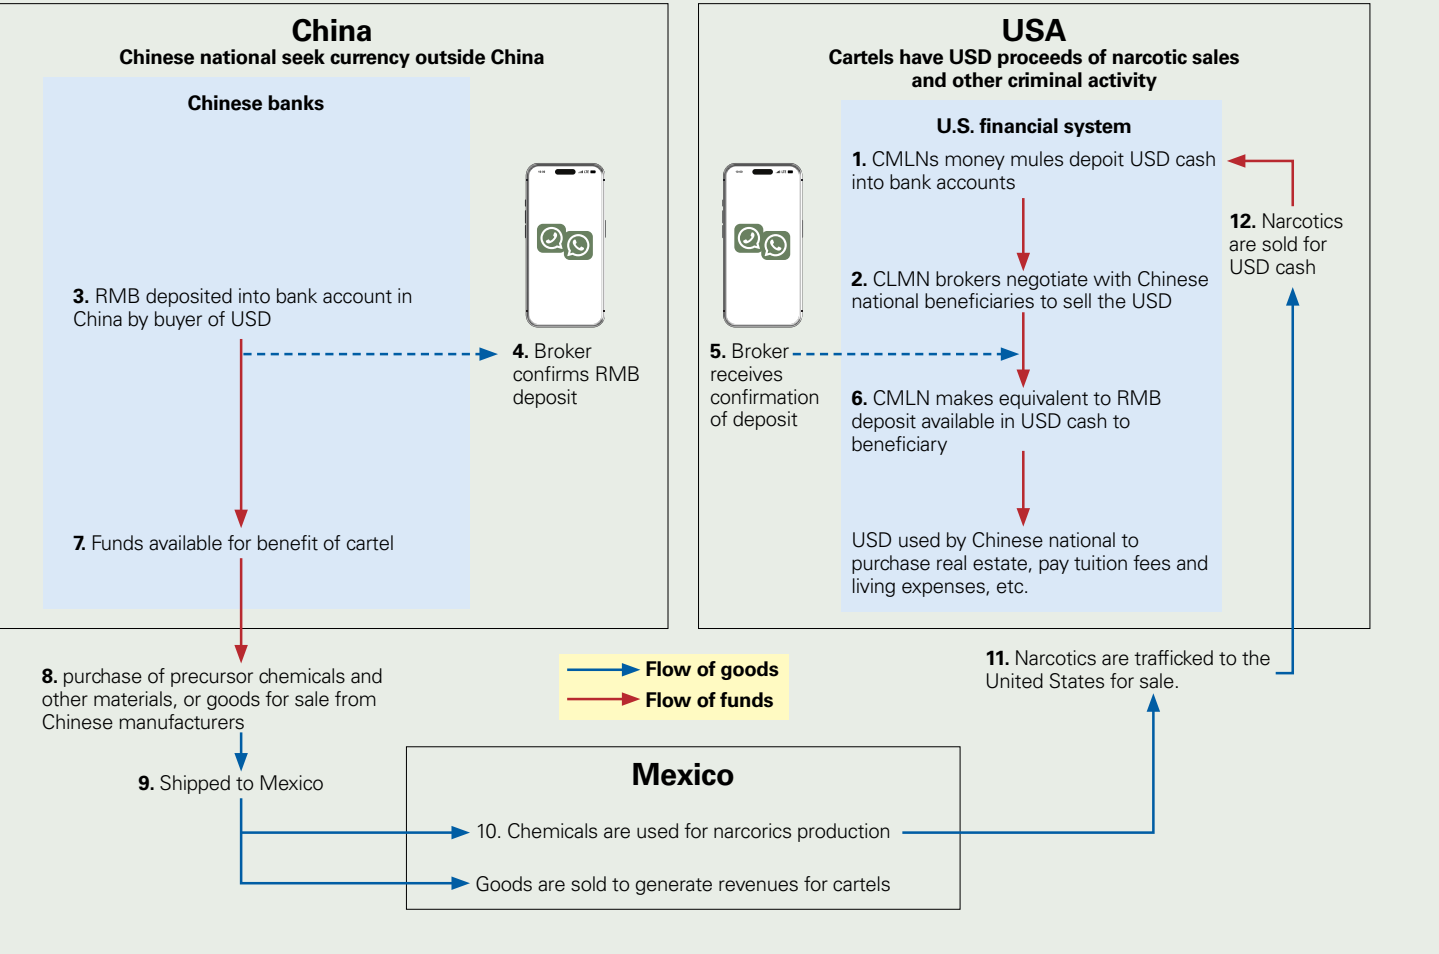 China
Chinese national seek currency outside China
Chinese banks
3. RMB deposited into bank account in
China by buyer of USD
4. Broker
confirms RMB
deposit
7. Funds available for benefit of cartel
USA
Cartels have USD proceeds of narcotic sales
and other criminal activity
U.S. financial system
1. CMLNs money mules depoit USD cash
into bank accounts
2. CLMN brokers negotiate with Chinese
national beneficiaries to sell the USD
5. Broker
receives
confirmation
of deposit
6. CMLN makes equivalent to RMB
deposit available in USD cash to
beneficiary
USD used by Chinese national to
purchase real estate, pay tuition fees and
living expenses, etc.
12. Narcotics
are sold for
USD cash
8. purchase of precursor chemicals and
other materials, or goods for sale from
Chinese manufacturers
9. Shipped to Mexico
Flow of goods
Flow of funds
11. Narcotics are trafficked to the
United States for sale.
Mexico
10. Chemicals are used for narcorics production
Goods are sold to generate revenues for cartels